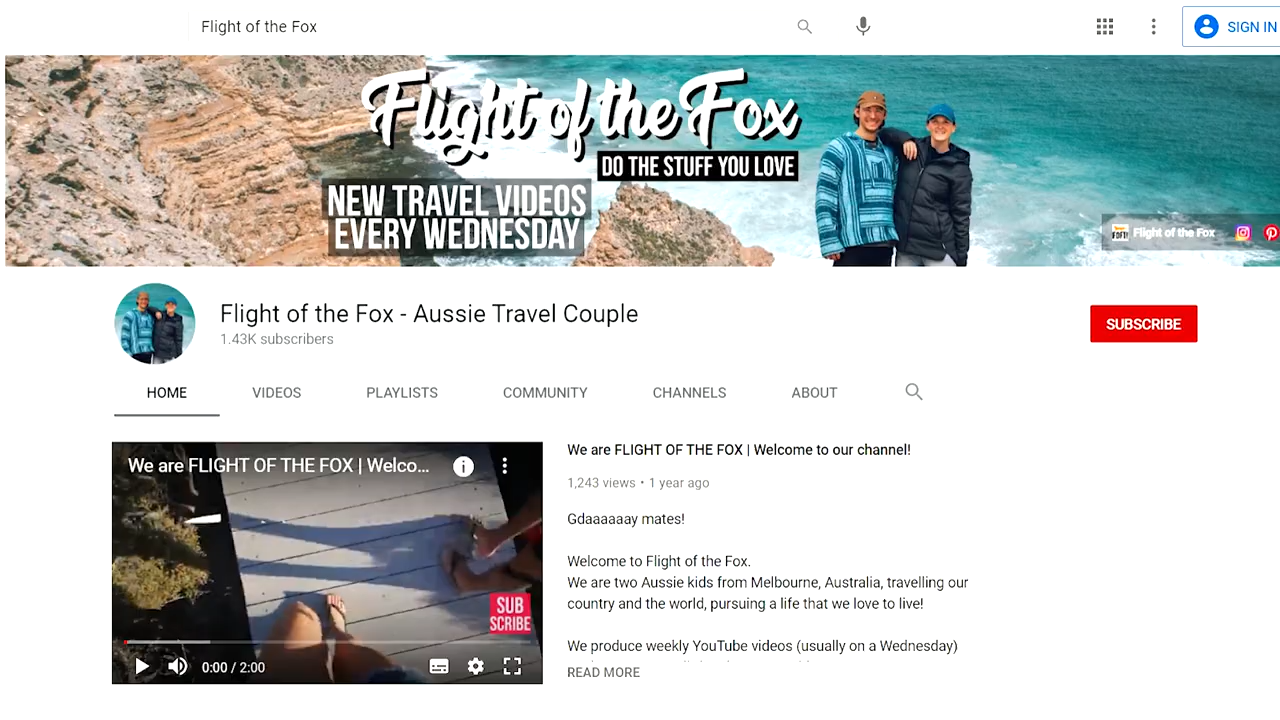 Flight of the Fox
SIGN IN
Flight of the Fox
DO THE STUFF YOU LOVE
NEW TRAVEL VIDEOS
EVERY WEDNESDAY
Flight of the Fox
Flight of the Fox - Aussie Travel Couple
1.43K subscribers
SUBSCRIBE
HOME VIDEOS PLAYLISTS COMMUNITY CHANNELS ABOUT
We are FLIGHT OF THE FOX | Welco...
SUB
SCRIBE
0:00 / 2:00
We are FLIGHT OF THE FOX | Welcome to our channel!
1,243 views • 1 year ago
Gdaaaaaay mates!
Welcome to Flight of the Fox.
We are two Aussie kids from Melbourne, Australia, travelling our
country and the world, pursuing a life that we love to live!
We produce weekly YouTube videos (usually on a Wednesday)
READ MORE